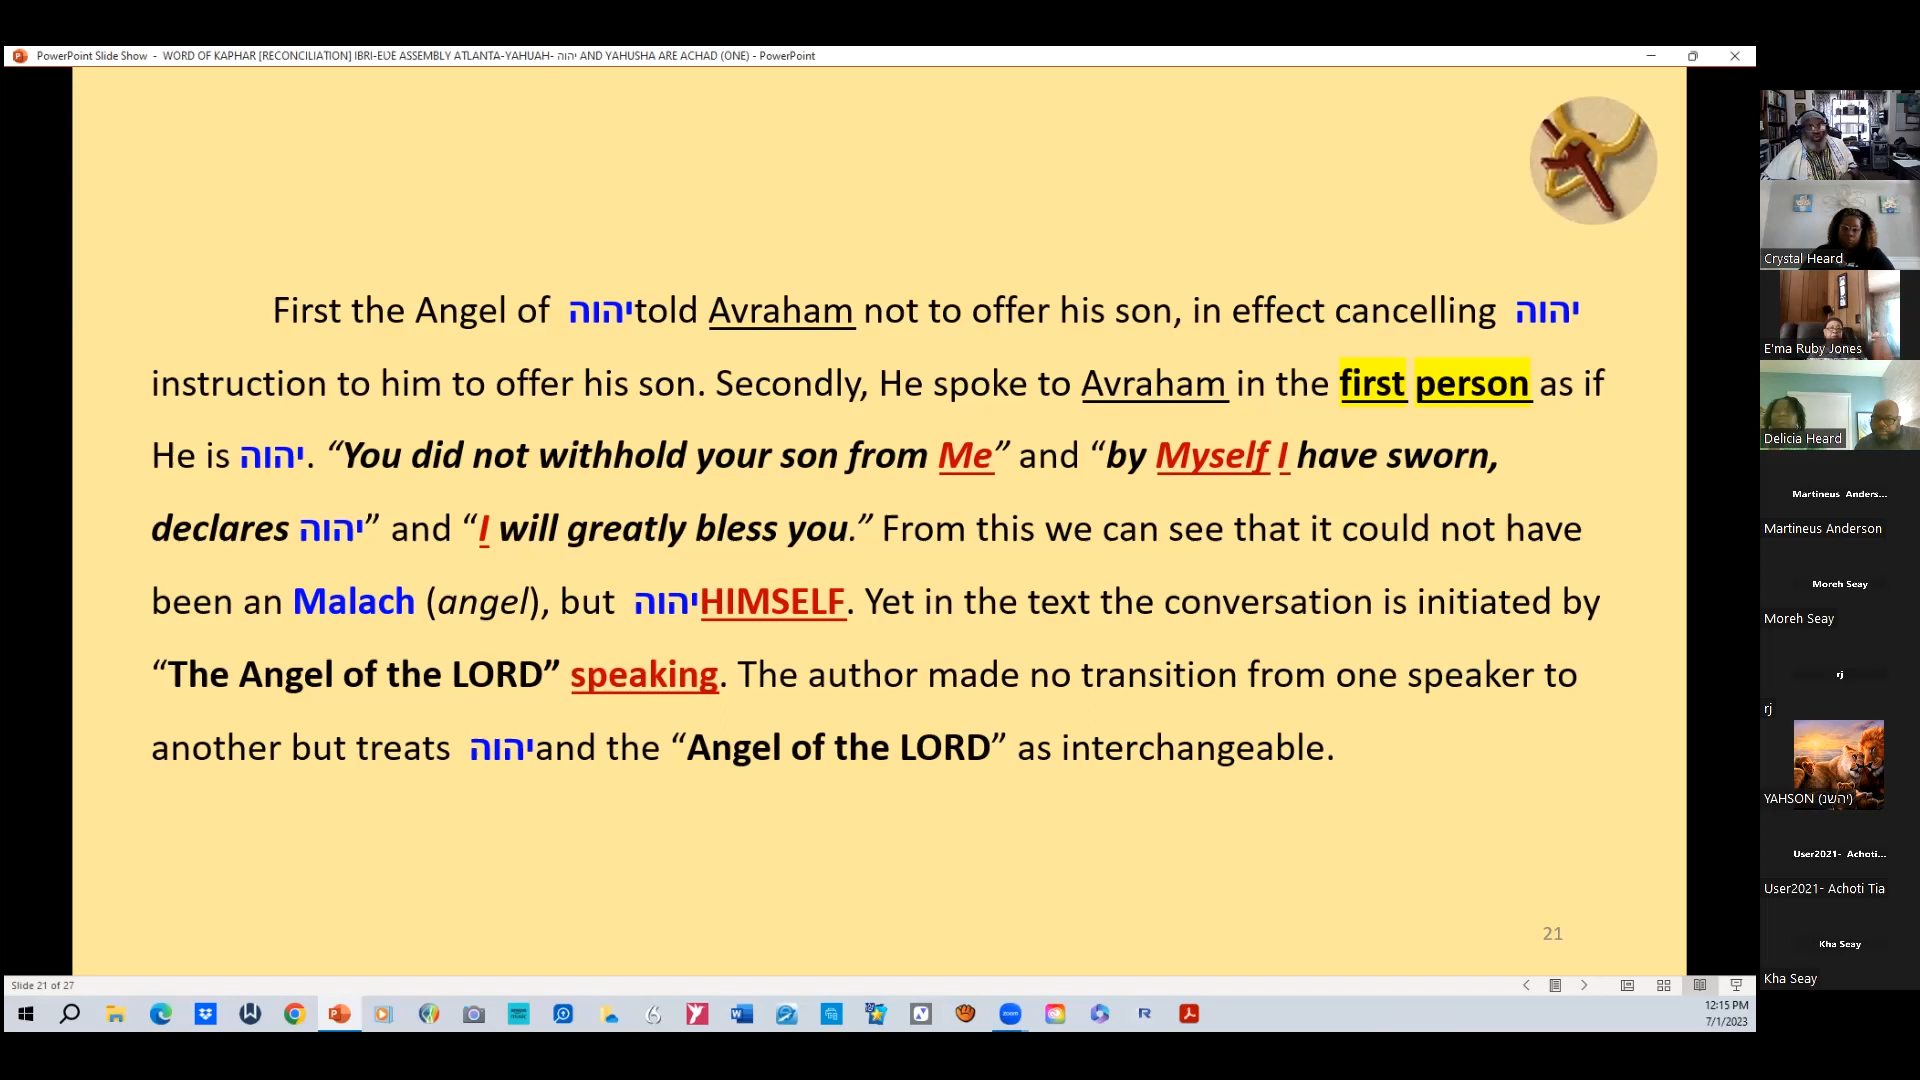 PowerPoint Slide Show - WORD OF KAPHAR [RECONCILIATION] IBRI-EDE ASSEMBLY ATLANTA-YAHUAH- יהוה AND YAHUSHA ARE ACHAD (ONE) - PowerPoint
First the Angel of יהוהtold Avraham not to offer his son, in effect cancelling יהוה
instruction to him to offer his son. Secondly, He spoke to Avraham in the first person as if
He is יהוה. “You did not withhold your son from Me” and “by Myself I have sworn,
declares יהוה” and “I will greatly bless you.” From this we can see that it could not have
been an Malach (angel), but יהוהHIMSELF. Yet in the text the conversation is initiated by
“The Angel of the LORD” speaking. The author made no transition from one speaker to
another but treats יהוהand the “Angel of the LORD” as interchangeable.
21
Slide 21 of 27
zoom
12:15 PM
7/1/2023
Crystal Heard
E'ma Ruby Jones
Delicia Heard
Martineus Anders...
Martineus Anderson
Moreh Seay
Moreh Seay
rj
rj
YAHSON (יהשנ)
User2021- Achoti...
User2021- Achoti Tia
Kha Seay
Kha Seay